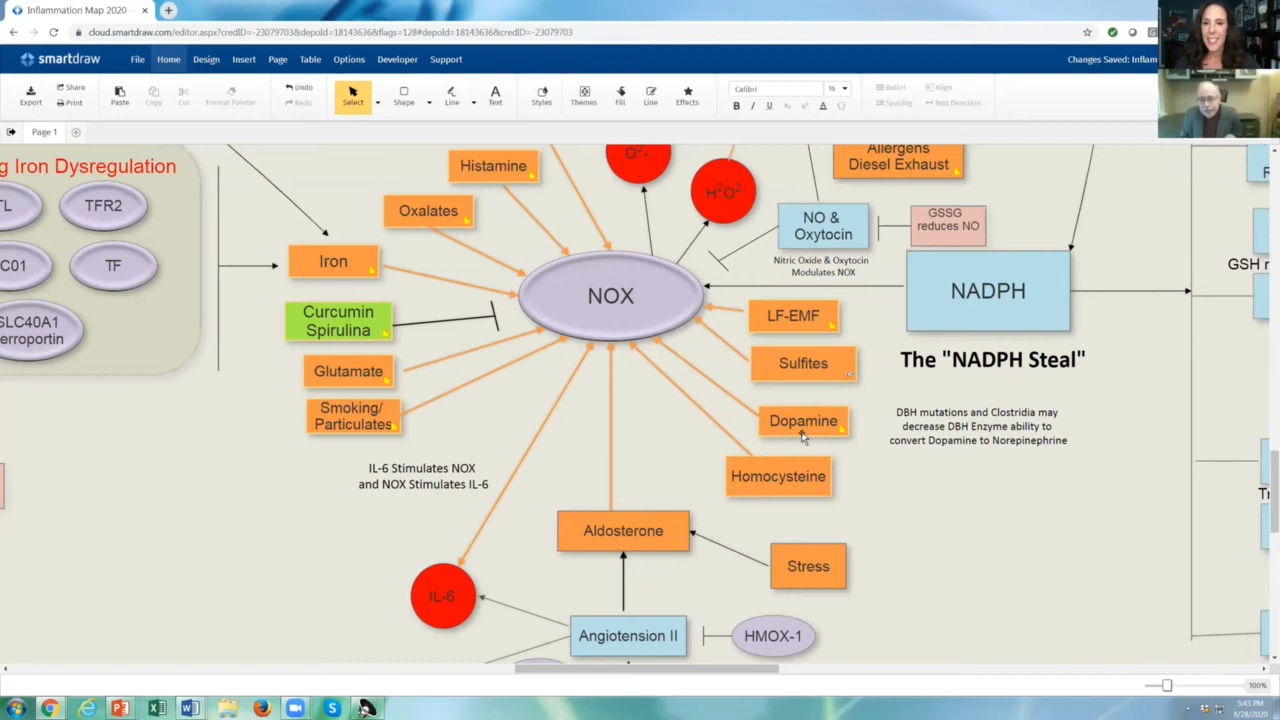 Inflammation Map 2020 -
cloud.smartdraw.com/editor.aspx?credID=-23079703&depoId=18143636&flags=128#depoId=18143636&credID=-23079703
smartdraw
File
Home
Design
Insert
Page
Table
Options
Developer
Support
Changes Saved: Inflam
Export
Share
Print
Paste
Copy
Cut
Format Painter
Undo
Redo
Select
Shape
Line
Text
Styles
Themes
Fill
Line
Effects
Calibri
16
B I U
Bullet
Align
Spacing
Text Direction
Page 1
g Iron Dysregulation
TL
TFR2
C01
TF
SLC40A1
erroportin
Histamine
Oxalates
Iron
Curcumin
Spirulina
Glutamate
Smoking/
Particulates
IL-6 Stimulates NOX
and NOX Stimulates IL-6
IL-6
O²-
H²O²
NOX
Allergens
Diesel Exhaust
NO &
Oxytocin
GSSG
reduces NO
Nitric Oxide & Oxytocin
Modulates NOX
NADPH
The "NADPH Steal"
LF-EMF
Sulfites
Dopamine
Homocysteine
DBH mutations and Clostridia may
decrease DBH Enzyme ability to
convert Dopamine to Norepinephrine
Aldosterone
Stress
Angiotension II
HMOX-1
GSH
100%
5:43 PM
8/28/2020